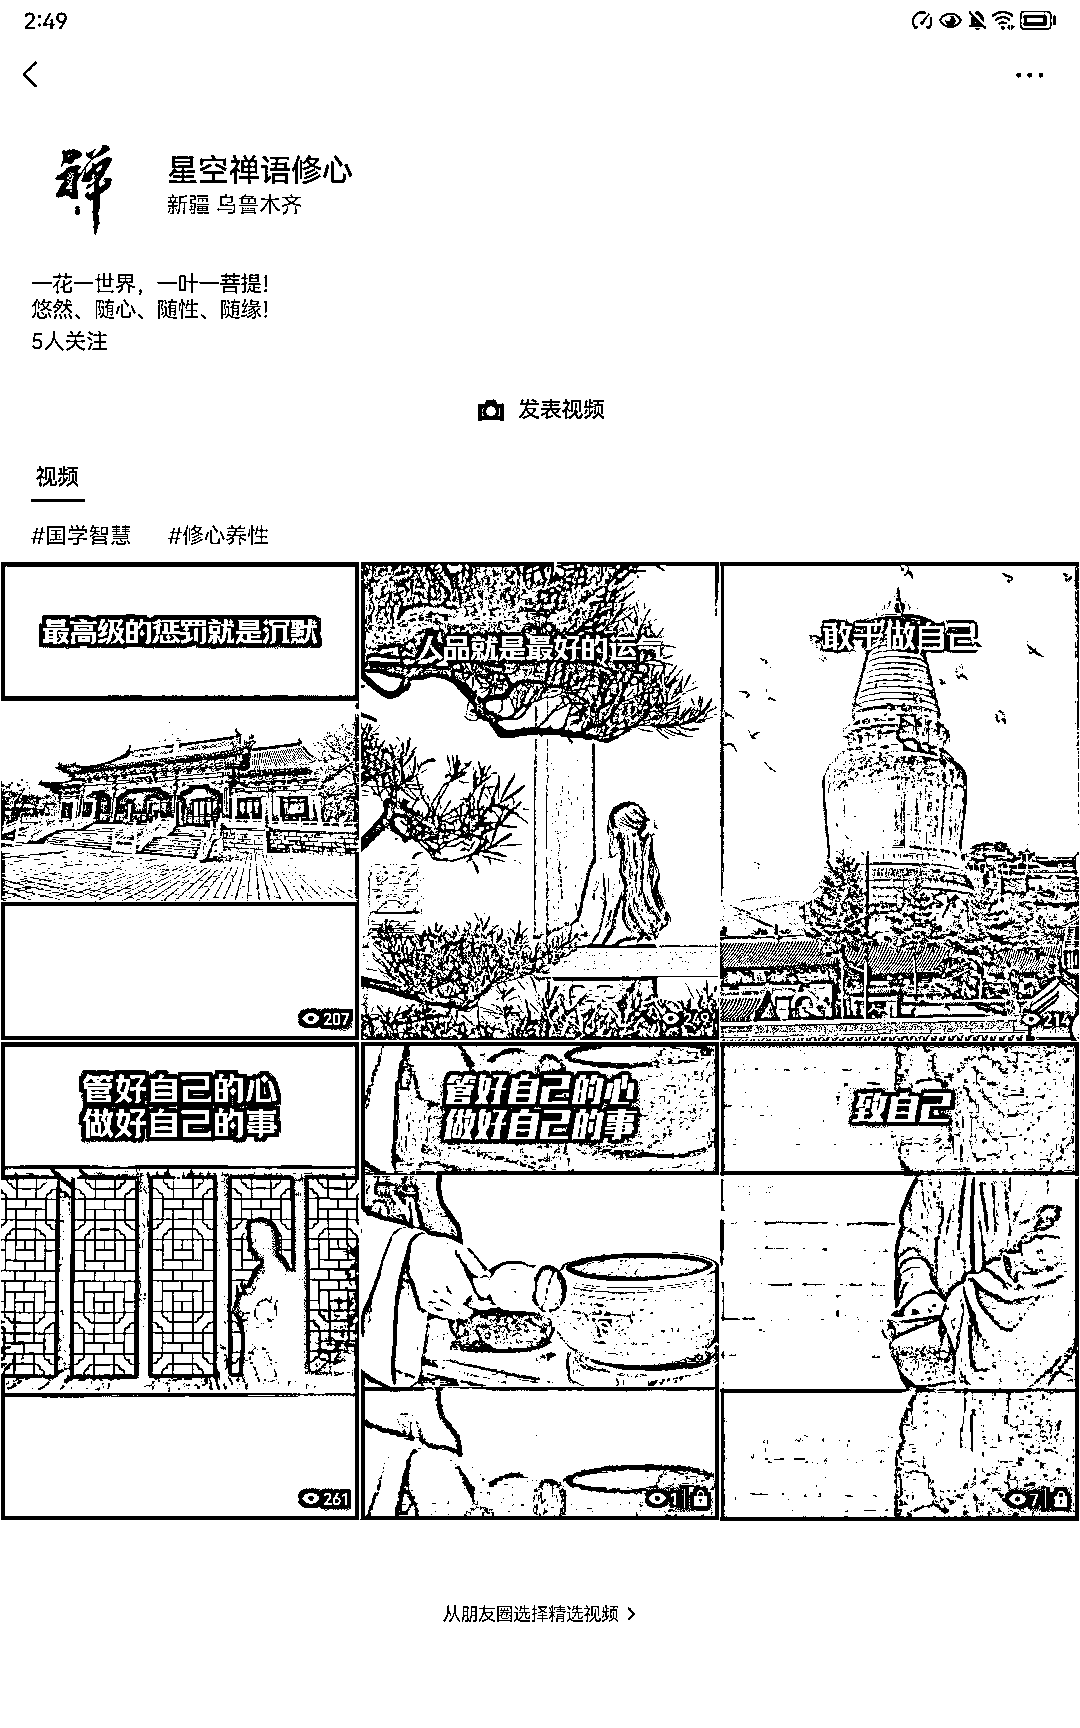 2:49
禅
星空禅语修心
新疆 乌鲁木齐
一花一世界，一叶一菩提！
悠然、随心、随性、随缘！
5人关注
发表视频
视频
#国学智慧 #修心养性
最高级的惩罚就是沉默
人品就是最好的运
敢于做自己
207
249
214
管好自己的心
做好自己的事
管好自己的心
做好自己的事
致自己
261
1
7
从朋友圈选择精选视频